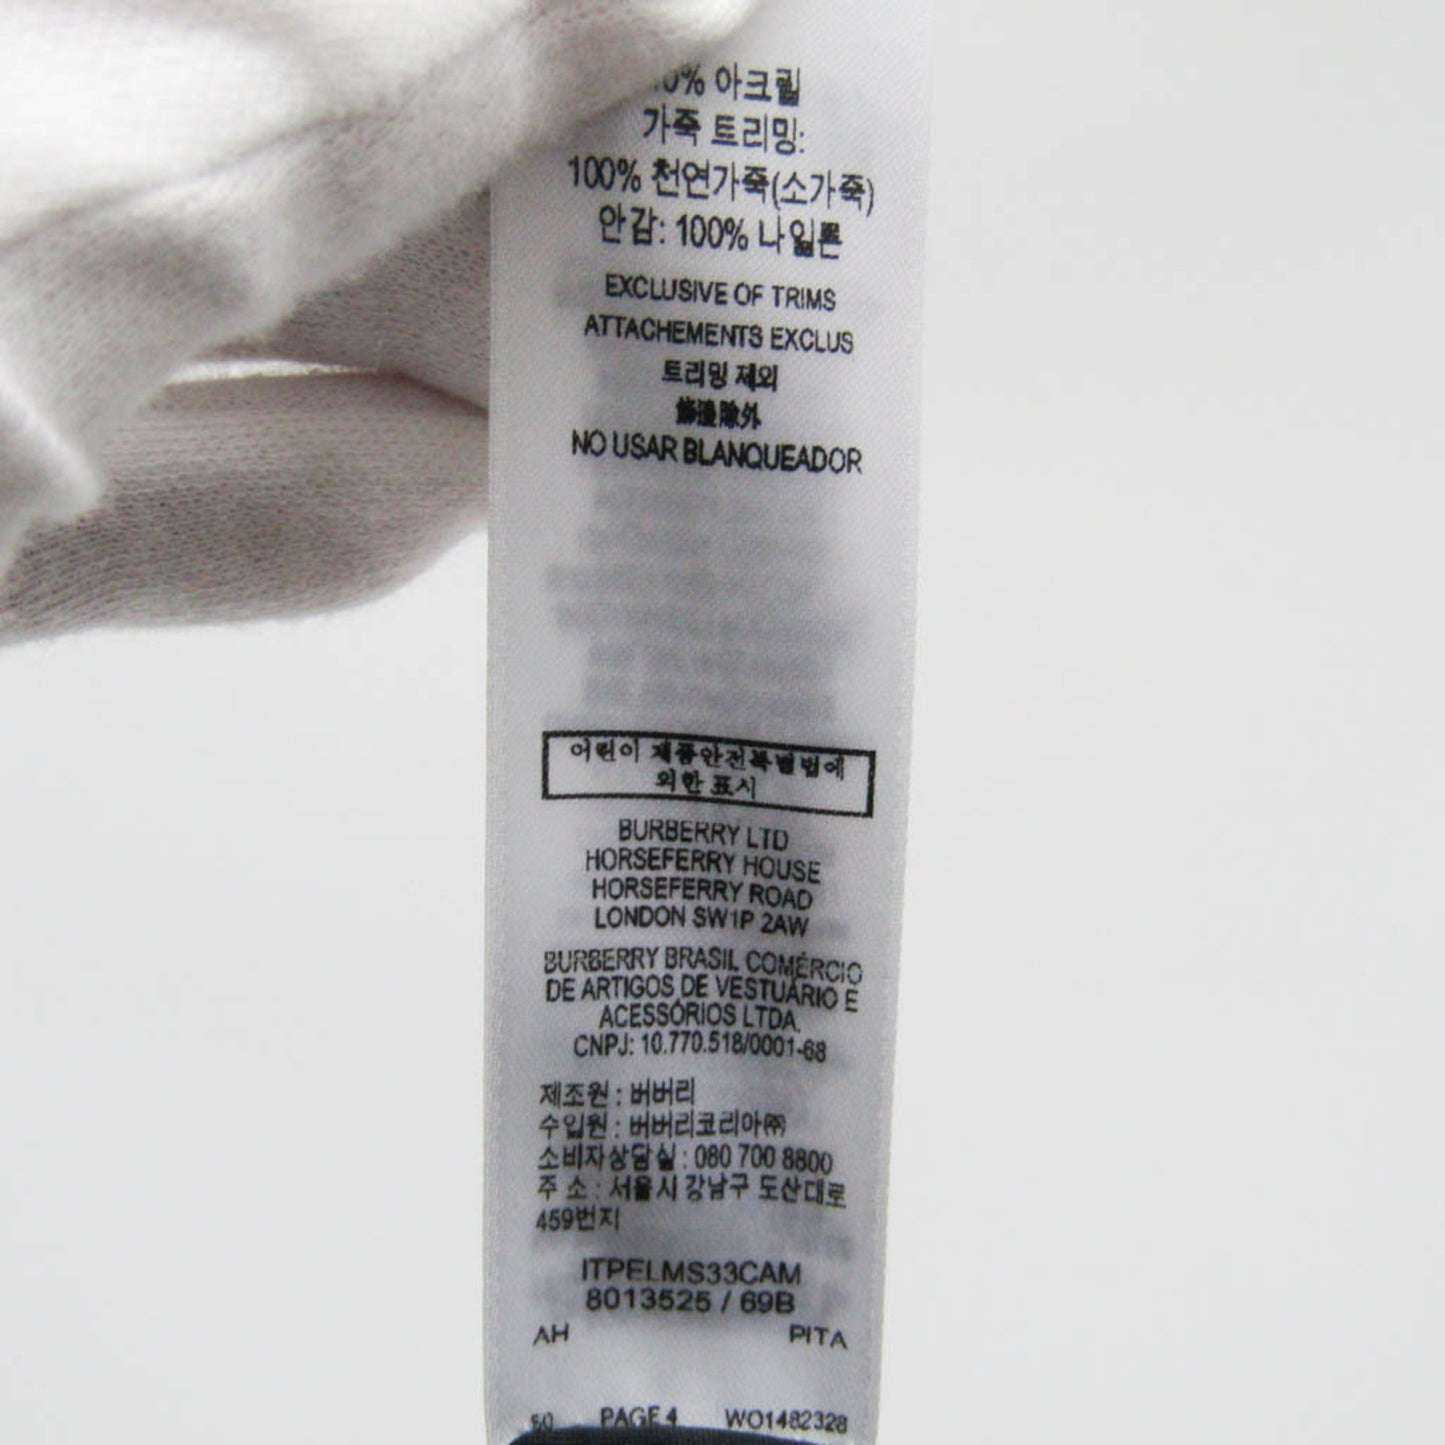 아크릴
가죽 트리밍:
100% 천연가죽(소가죽)
안감: 100% 나일론
EXCLUSIVE OF TRIMS
ATTACHEMENTS EXCLUS
트리밍 제외
飾邊除外
NO USAR BLANQUEADOR
어린이 제품안전특별법에
의한 표시
BURBERRY LTD
HORSEFERRY HOUSE
HORSEFERRY ROAD
LONDON SW1P 2AW
BURBERRY BRASIL COMÉRCIO
DE ARTIGOS DE VESTUÁRIO E
ACESSÓRIOS LTDA.
CNPJ: 10.770.518/0001-68
제조원 : 버버리
수입원 : 버버리코리아㈜
소비자상담실 : 080 700 8800
주 소 : 서울시 강남구 도산대로
459번지
ITPELMS33CAM
8013525 / 69B
AH PITA
50 PAGE 4 WO1482328